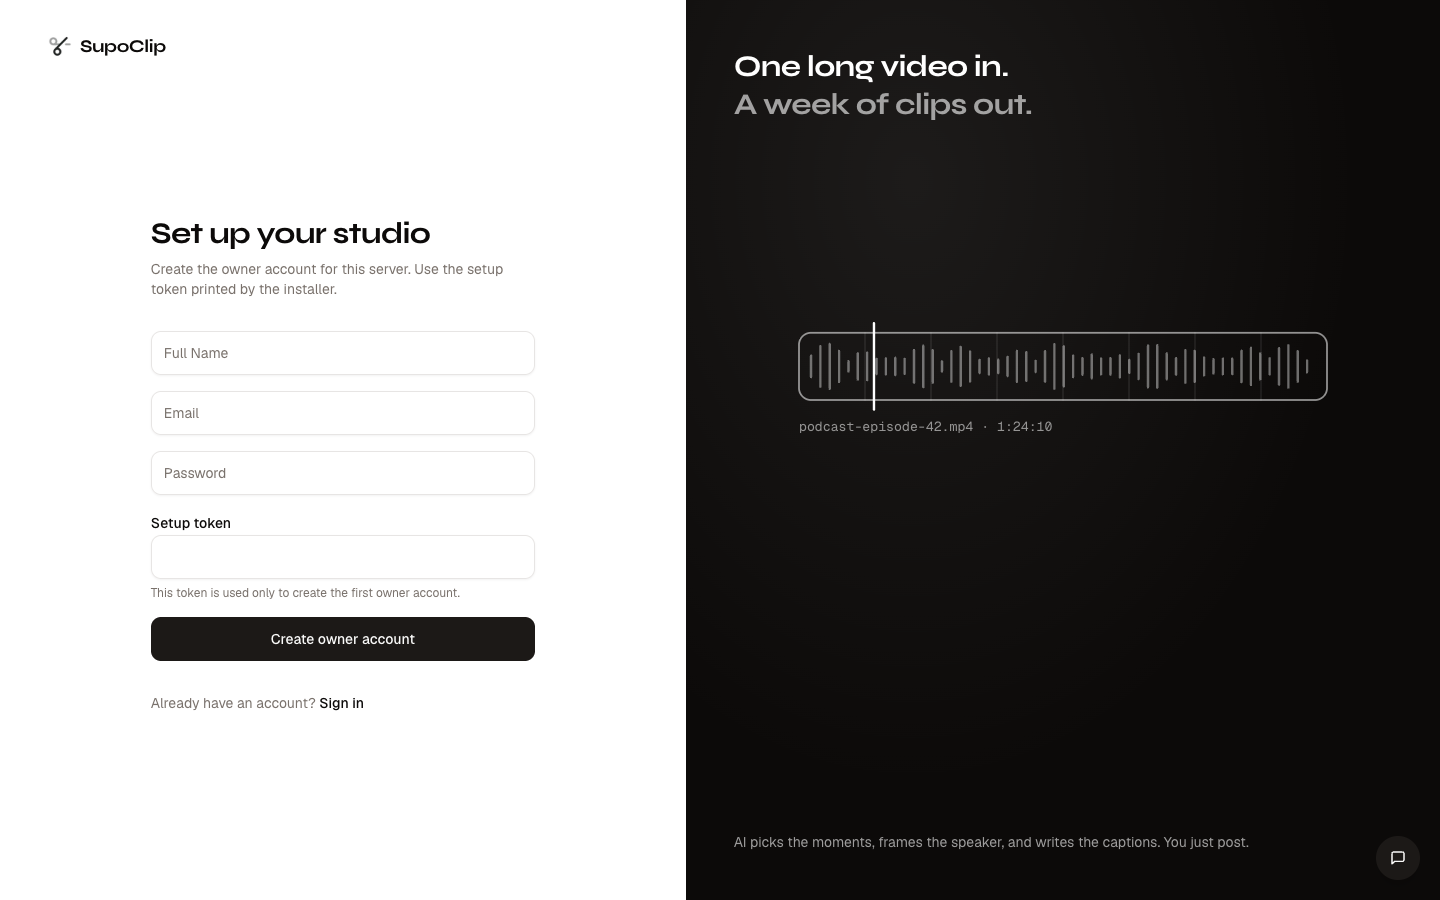 SupoClip
Set up your studio
Create the owner account for this server. Use the setup
token printed by the installer.
Full Name
Email
Password
Setup token
This token is used only to create the first owner account.
Create owner account
Already have an account? Sign in
One long video in.
A week of clips out.
podcast-episode-42.mp4 · 1:24:10
AI picks the moments, frames the speaker, and writes the captions. You just post.